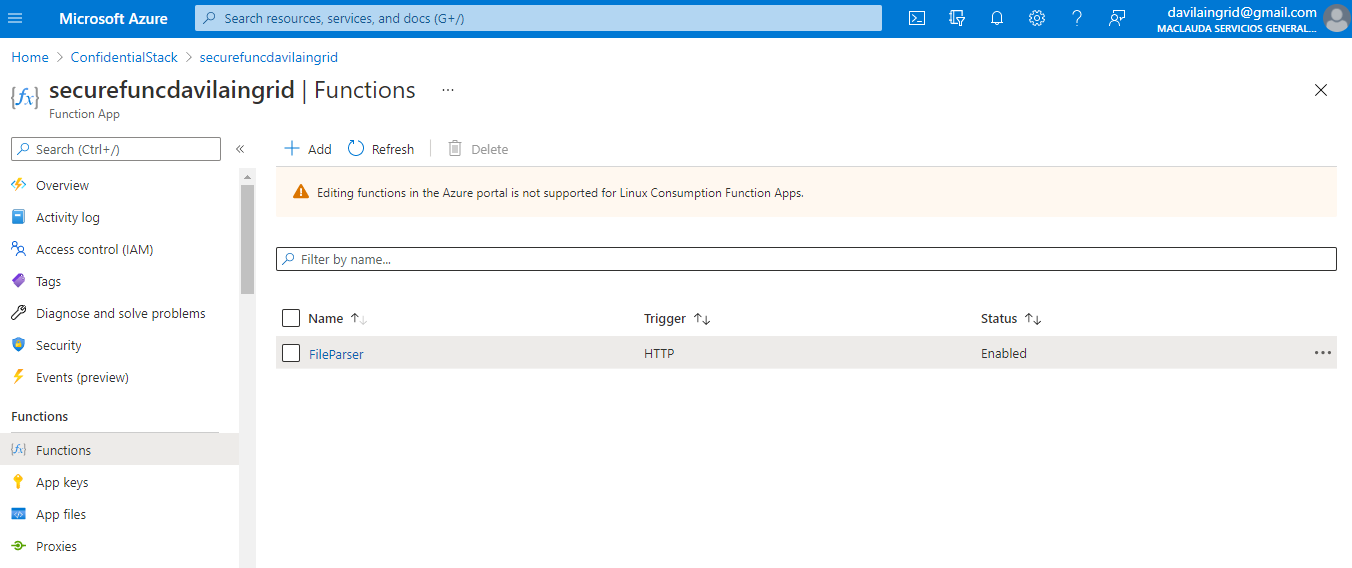 Microsoft Azure
Search resources, services, and docs (G+/)
davilaingrid@gmail.com
MACLAUDA SERVICIOS GENERAL...
Home > ConfidentialStack > securefuncdavilaingrid
securefuncdavilaingrid | Functions ...
Function App
Search (Ctrl+/)
«
Add
Refresh
Delete
Overview
Activity log
Access control (IAM)
Tags
Diagnose and solve problems
Security
Events (preview)
Functions
Functions
App keys
App files
Proxies
Editing functions in the Azure portal is not supported for Linux Consumption Function Apps.
Filter by name...
Name Trigger Status
FileParser HTTP Enabled ...